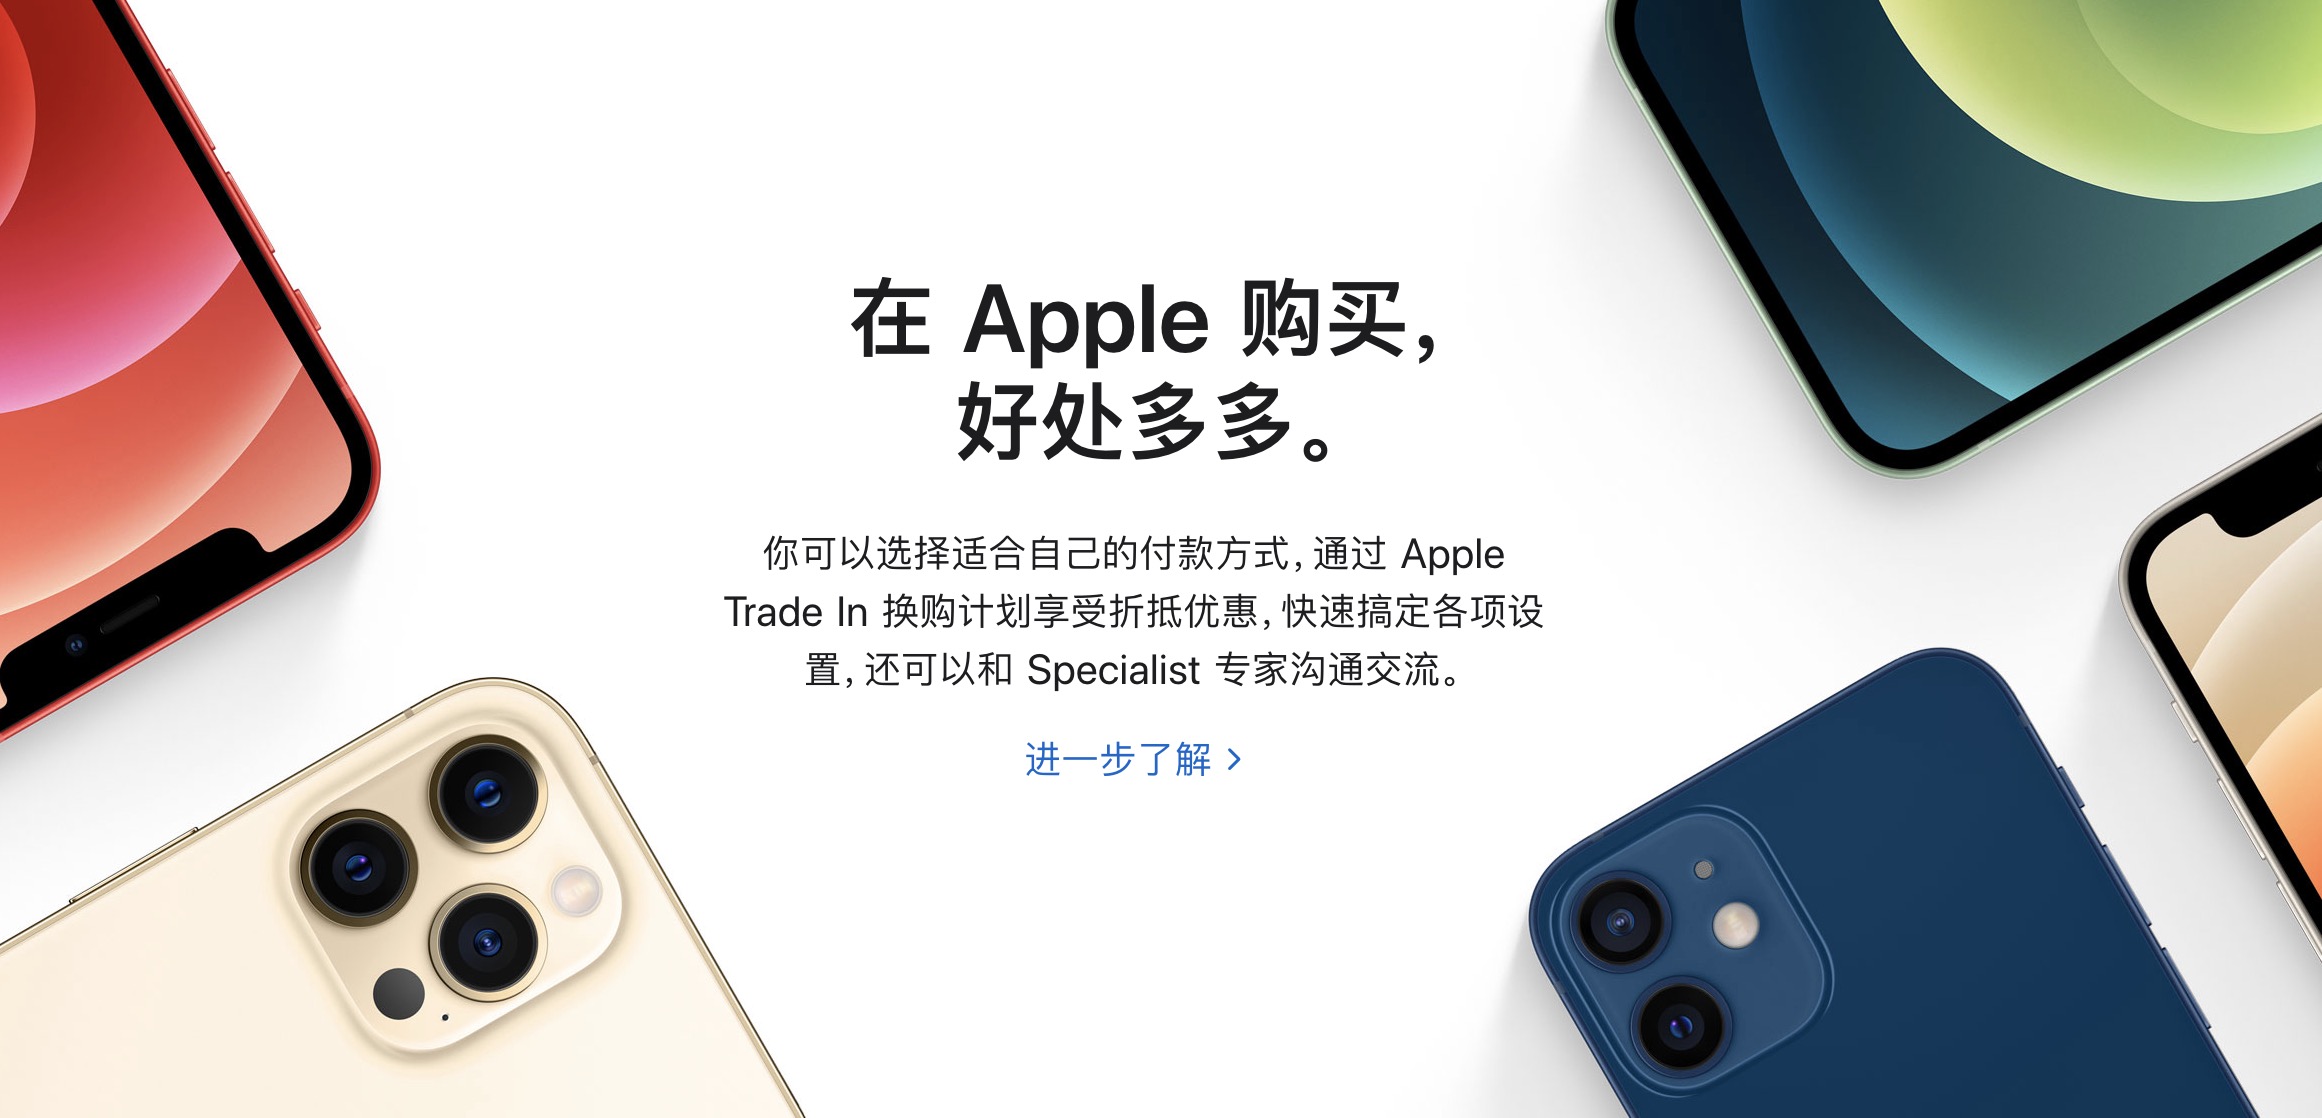 在 Apple 购买，
好处多多。
你可以选择适合自己的付款方式，通过 Apple
Trade In 换购计划享受折抵优惠，快速搞定各项设
置，还可以和 Specialist 专家沟通交流。
进一步了解 >